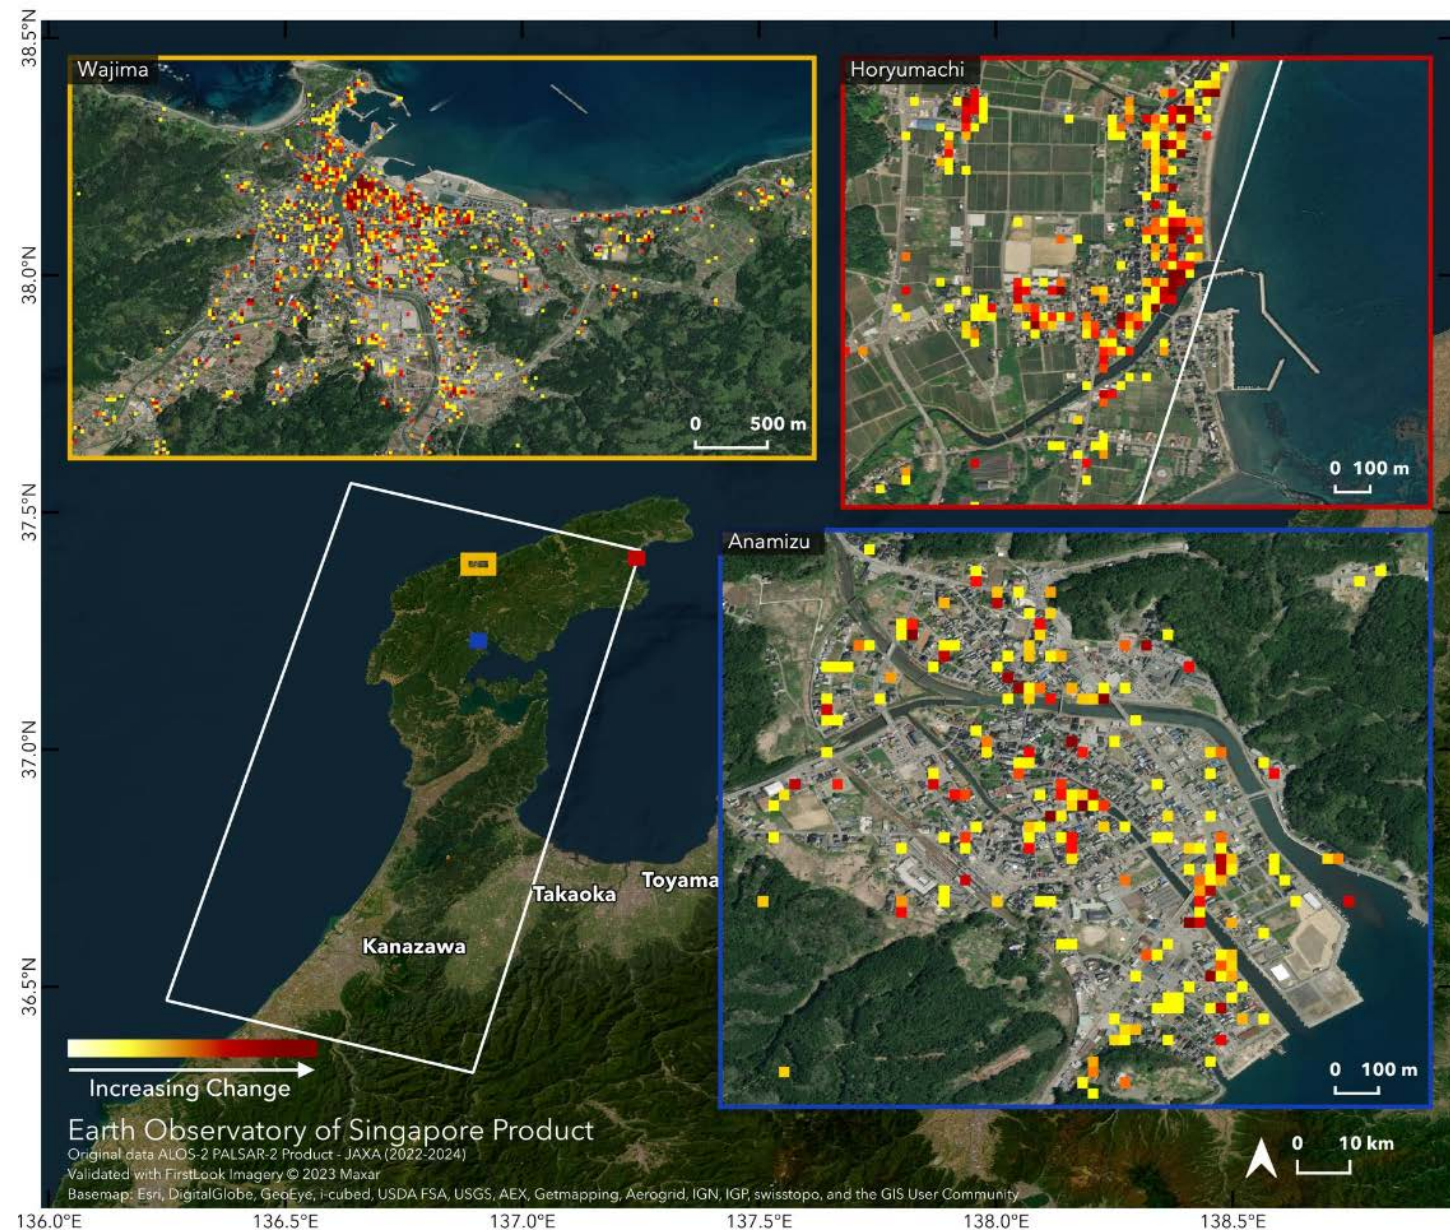 38.5°N
Wajima
Horyumachi
38.0°N
0 500 m
0 100 m
37.5°N
Anamizu
37.0°N
Takaoka
Toyama
Kanazawa
36.5°N
Increasing Change
0 100 m
Earth Observatory of Singapore Product
Original data ALOS-2 PALSAR-2 Product - JAXA (2022-2024)
Validated with FirstLook Imagery © 2023 Maxar
Basemap: Esri, DigitalGlobe, GeoEye, i-cubed, USDA FSA, USGS, AEX, Getmapping, Aerogrid, IGN, IGP, swisstopo, and the GIS User Community
0 10 km
136.0°E 136.5°E 137.0°E 137.5°E 138.0°E 138.5°E